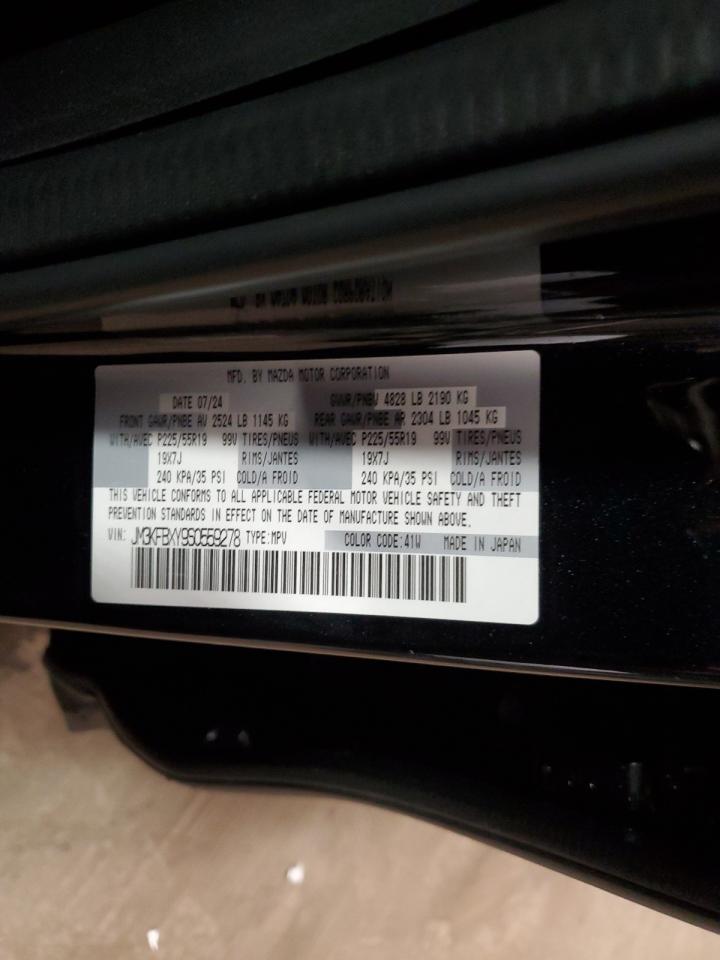 MFD. BY MAZDA MOTOR CORPORATION
DATE 07/24 GVWR/PNBV 4828 LB 2190 KG
FRONT GAWR/PNBE AV 2524 LB 1145 KG REAR GAWR/PNBE AR 2304 LB 1045 KG
WITH/AVEC P225/55R19 99V TIRES/PNEUS WITH/AVEC P225/55R19 99V TIRES/PNEUS
19X7J RIMS/JANTES 19X7J RIMS/JANTES
240 KPA/35 PSI COLD/A FROID 240 KPA/35 PSI COLD/A FROID
THIS VEHICLE CONFORMS TO ALL APPLICABLE FEDERAL MOTOR VEHICLE SAFETY AND THEFT
PREVENTION STANDARDS IN EFFECT ON THE DATE OF MANUFACTURE SHOWN ABOVE.
VIN: JM3KFBXY9S0559278 TYPE:MPV COLOR CODE:41W MADE IN JAPAN